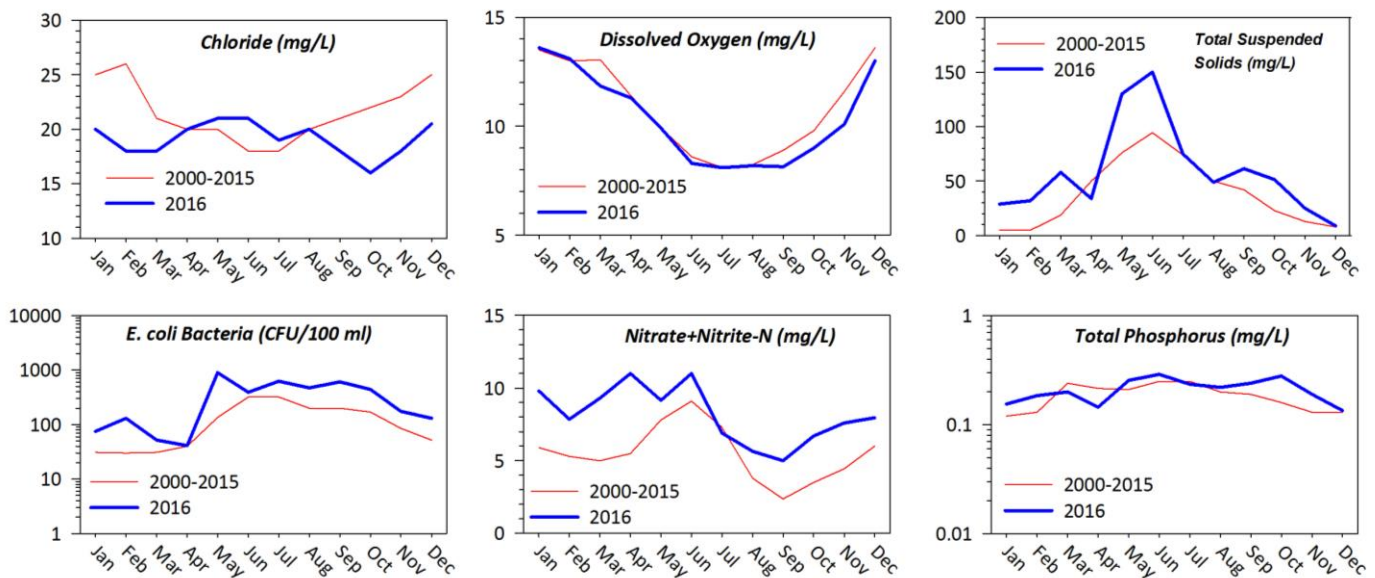 30
25
20
15
10
Chloride (mg/L)
2000-2015
2016
Jan
Feb
Mar
Apr
May
Jun
Jul
Aug
Sep
Oct
Nov
Dec
15
10
5
Dissolved Oxygen (mg/L)
2000-2015
2016
Jan
Feb
Mar
Apr
May
Jun
Jul
Aug
Sep
Oct
Nov
Dec
200
150
100
50
0
2000-2015
2016
Total Suspended
Solids (mg/L)
Jan
Feb
Mar
Apr
May
Jun
Jul
Aug
Sep
Oct
Nov
Dec
10000
1000
100
10
1
E. coli Bacteria (CFU/100 ml)
2000-2015
2016
Jan
Feb
Mar
Apr
May
Jun
Jul
Aug
Sep
Oct
Nov
Dec
15
10
5
0
Nitrate+Nitrite-N (mg/L)
2000-2015
2016
Jan
Feb
Mar
Apr
May
Jun
Jul
Aug
Sep
Oct
Nov
Dec
1
0.1
0.01
Total Phosphorus (mg/L)
2000-2015
2016
Jan
Feb
Mar
Apr
May
Jun
Jul
Aug
Sep
Oct
Nov
Dec